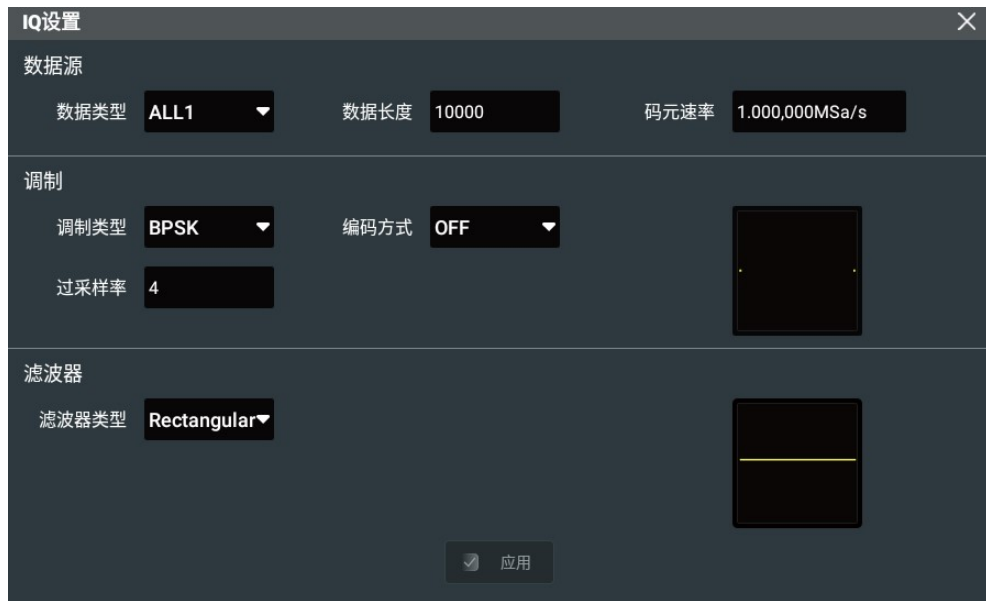 IQ设置
数据源
数据类型 ALL1 数据长度 10000 码元速率 1.000,000MSa/s
调制
调制类型 BPSK 编码方式 OFF
过采样率 4
滤波器
滤波器类型 Rectangular
应用